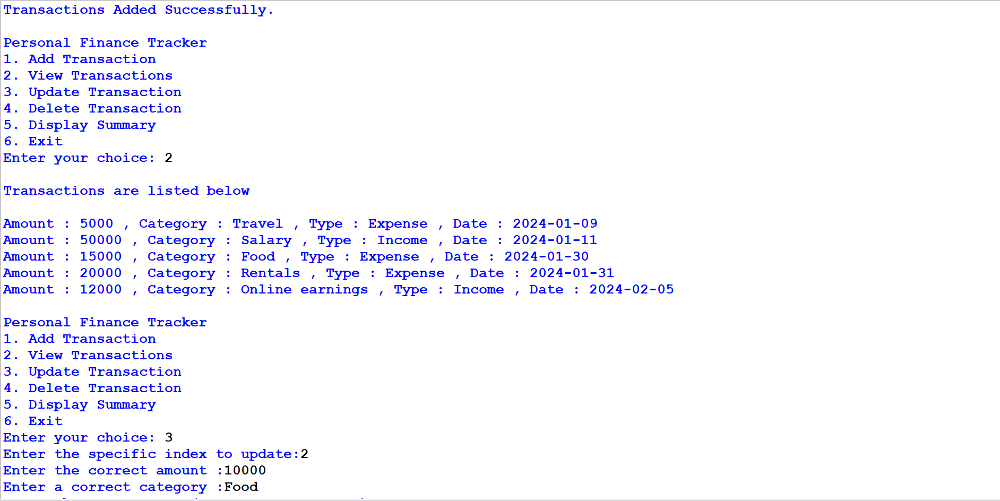 Transactions Added Successfully.
Personal Finance Tracker
1. Add Transaction
2. View Transactions
3. Update Transaction
4. Delete Transaction
5. Display Summary
6. Exit
Enter your choice: 2
Transactions are listed below
Amount : 5000 , Category : Travel , Type : Expense , Date : 2024-01-09
Amount : 50000 , Category : Salary , Type : Income , Date : 2024-01-11
Amount : 15000 , Category : Food , Type : Expense , Date : 2024-01-30
Amount : 20000 , Category : Rentals , Type : Expense , Date : 2024-01-31
Amount : 12000 , Category : Online earnings , Type : Income , Date : 2024-02-05
Personal Finance Tracker
1. Add Transaction
2. View Transactions
3. Update Transaction
4. Delete Transaction
5. Display Summary
6. Exit
Enter your choice: 3
Enter the specific index to update:2
Enter the correct amount :10000
Enter a correct category :Food